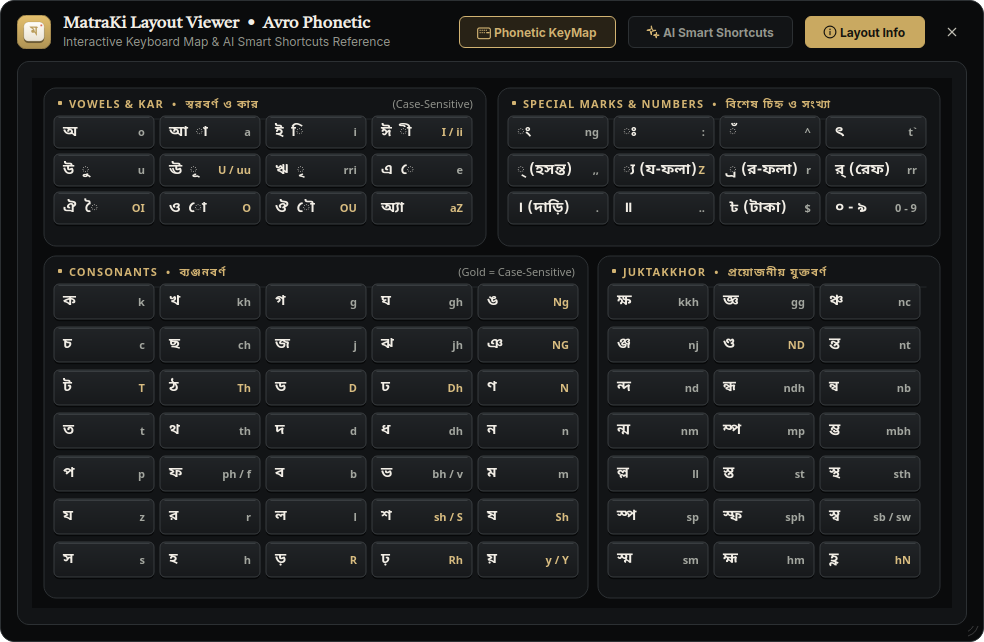 MatraKi Layout Viewer • Avro Phonetic
Interactive Keyboard Map & AI Smart Shortcuts Reference
Phonetic KeyMap
AI Smart Shortcuts
Layout Info
ম
▪ VOWELS & KAR • স্বরবর্ণ ও কার (Case-Sensitive)
অ o আ া a ই ি i ঈ ী I / ii
উ ু u ঊ ূ U / uu ঋ ৃ rri এ ে e
ঐ ৈ OI ও ো O ঔ ৌ OU অ্যা aZ
▪ SPECIAL MARKS & NUMBERS • বিশেষ চিহ্ন ও সংখ্যা
ং ng ঃ : ঁ ^ ৎ t`
্ (হসন্ত) ,, ্য (য-ফলা) Z ্র (র-ফলা) r র্ (রেফ) rr
। (দাড়ি) . ॥ .. ৳ (টাকা) $ ০ - ৯ 0 - 9
▪ CONSONANTS • ব্যঞ্জনবর্ণ (Gold = Case-Sensitive)
ক k খ kh গ g ঘ gh ঙ Ng
চ c ছ ch জ j ঝ jh ঞ NG
ট T ঠ Th ড D ঢ Dh ণ N
ত t থ th দ d ধ dh ন n
প p ফ ph / f ব b ভ bh / v ম m
য z র r ল l শ sh / S ষ Sh
স s হ h ড় R ঢ় Rh য় y / Y
▪ JUKTAKKHOR • প্রয়োজনীয় যুক্তবর্ণ
ক্ষ kkh জ্ঞ gg ঞ্চ nc
ঞ্জ nj ণ্ড ND ন্ত nt
ন্দ nd ন্ধ ndh ন্ব nb
ন্ম nm ম্প mp ম্ভ mbh
ল্ল ll স্ত st স্থ sth
স্প sp স্ফ sph স্ব sb / sw
স্ম sm হ্ম hm হ্ণ hN